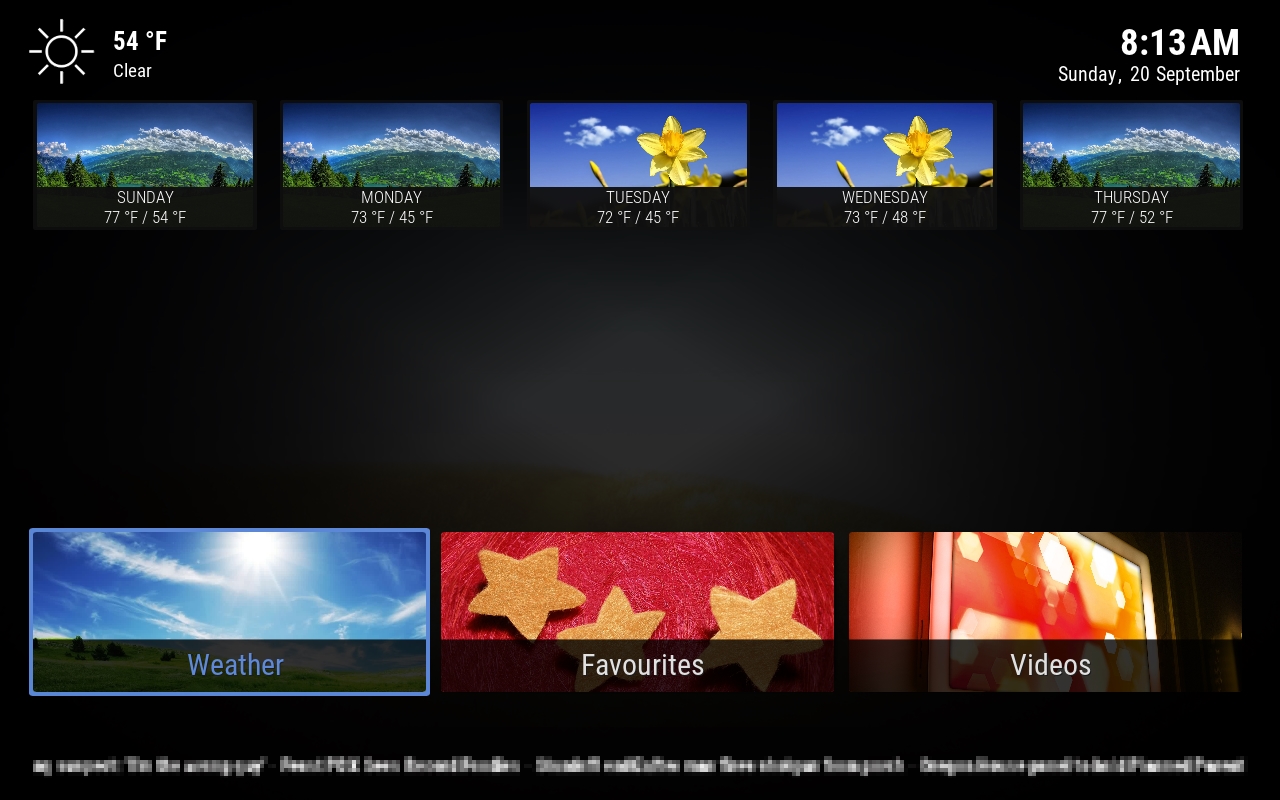 54 °F
Clear
8:13 AM
Sunday, 20 September
SUNDAY
77 °F / 54 °F
MONDAY
73 °F / 45 °F
TUESDAY
72 °F / 45 °F
WEDNESDAY
73 °F / 48 °F
THURSDAY
77 °F / 52 °F
Weather
Favourites
Videos